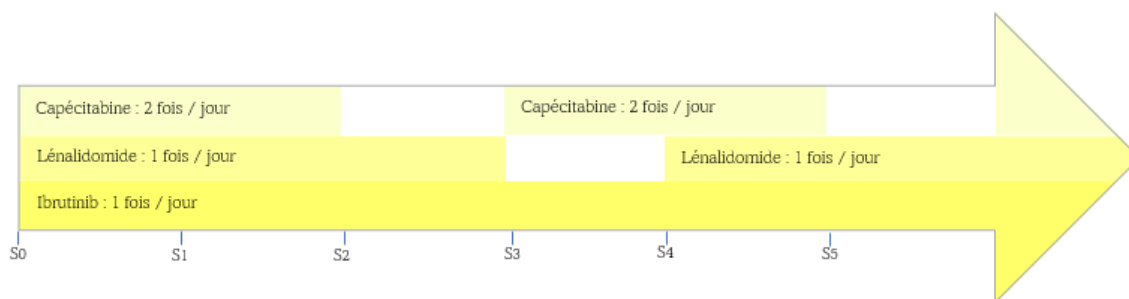 Capécitabine : 2 fois / jour
Capécitabine : 2 fois / jour
Lénalidomide : 1 fois / jour
Lénalidomide : 1 fois / jour
Ibrutinib : 1 fois / jour
S0
S1
S2
S3
S4
S5